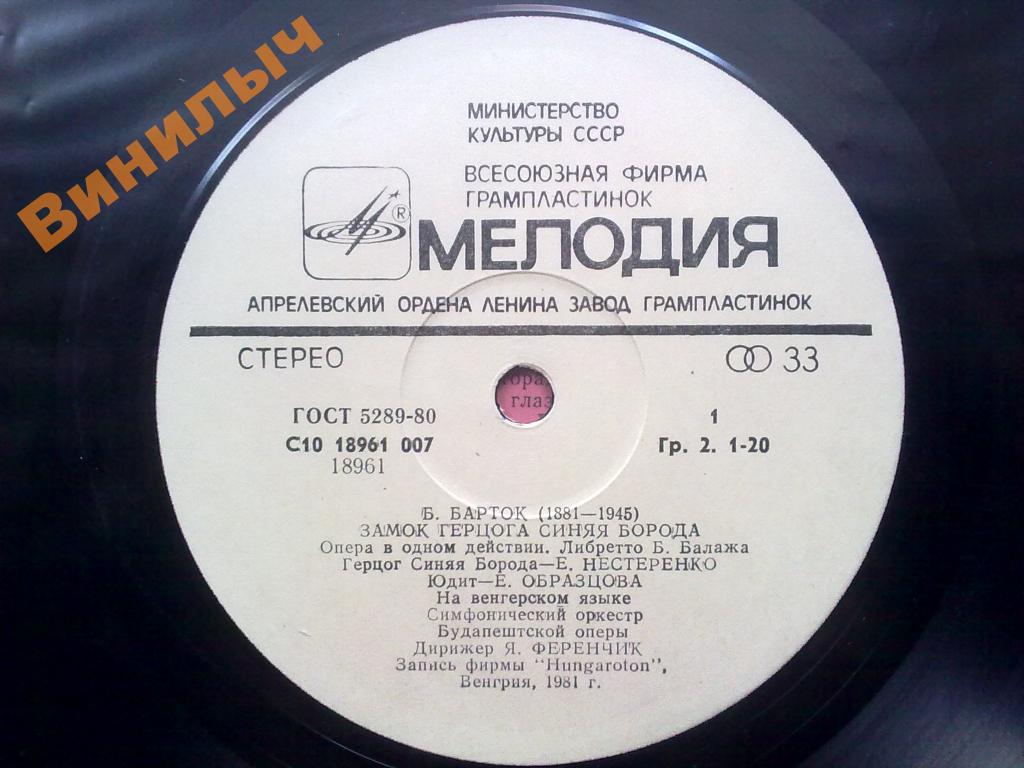 Винилыч
МИНИСТЕРСТВО
КУЛЬТУРЫ СССР
ВСЕСОЮЗНАЯ ФИРМА
ГРАМПЛАСТИНОК
®
МЕЛОДИЯ
АПРЕЛЕВСКИЙ ОРДЕНА ЛЕНИНА ЗАВОД ГРАМПЛАСТИНОК
СТЕРЕО 33
ГОСТ 5289-80 1
С10 18961 007 Гр. 2. 1-20
18961
Б. БАРТОК (1881—1945)
ЗАМОК ГЕРЦОГА СИНЯЯ БОРОДА
Опера в одном действии. Либретто Б. Балажа
Герцог Синяя Борода—Е. НЕСТЕРЕНКО
Юдит—Е. ОБРАЗЦОВА
На венгерском языке
Симфонический оркестр
Будапештской оперы
Дирижер Я. ФЕРЕНЧИК
Запись фирмы "Hungaroton",
Венгрия, 1981 г.